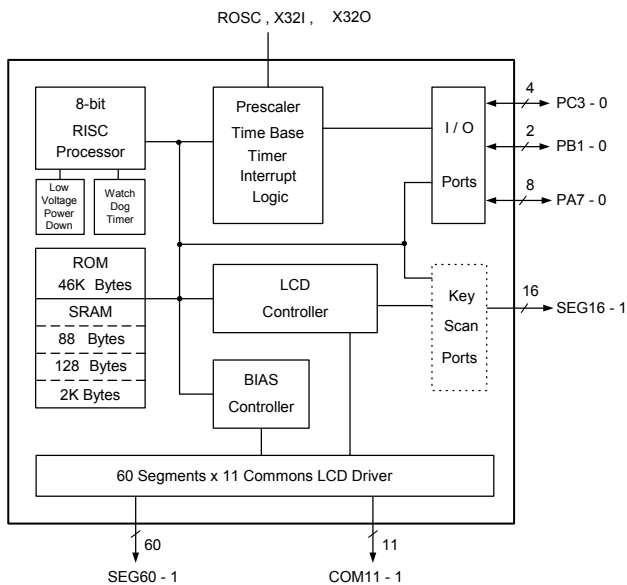 ROSC , X32I , X32O
8-bit
RISC
Processor
Low
Voltage
Power
Down
Watch
Dog
Timer
Prescaler
Time Base
Timer
Interrupt
Logic
I / O
Ports
4
PC3 - 0
2
PB1 - 0
8
PA7 - 0
ROM
46K Bytes
SRAM
88 Bytes
128 Bytes
2K Bytes
LCD
Controller
Key
Scan
Ports
16
SEG16 - 1
BIAS
Controller
60 Segments x 11 Commons LCD Driver
60
SEG60 - 1
11
COM11 - 1